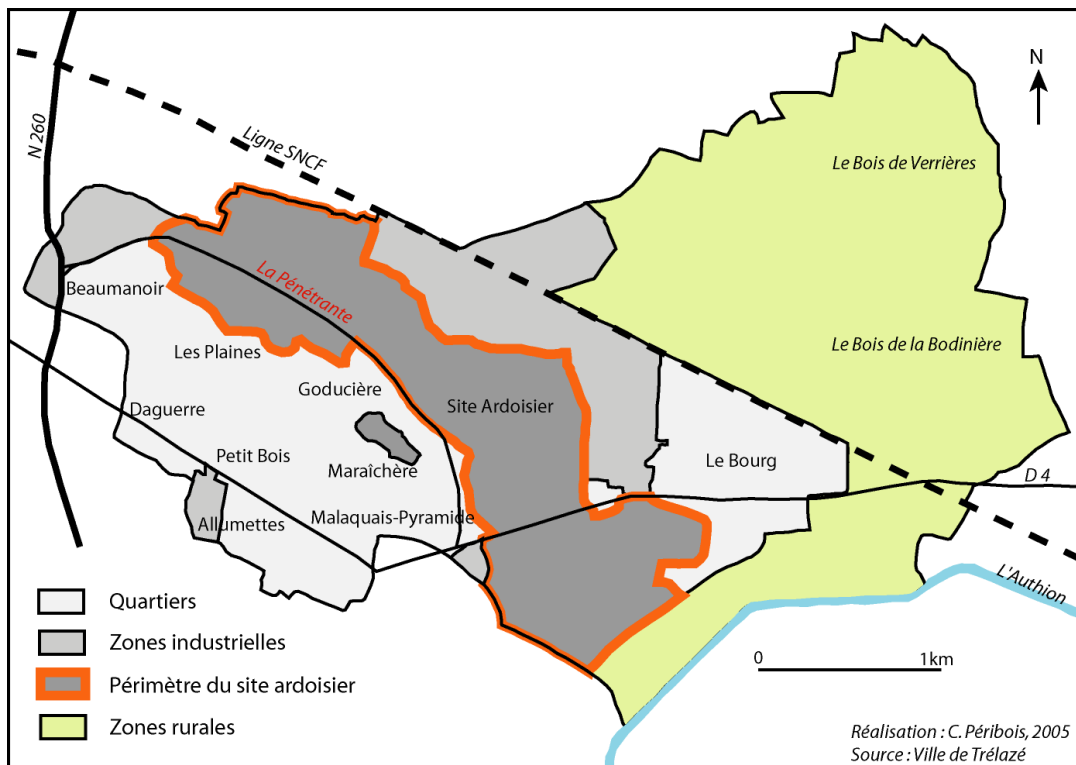 N
N 260
Ligne SNCF
Le Bois de Verrières
La Pénétrante
Beaumanoir
Le Bois de la Bodinière
Les Plaines
Goducière
Daguerre
Site Ardoisier
Petit Bois
Maraîchère
Le Bourg
D 4
Allumettes
Malaquais-Pyramide
L'Authion
Quartiers
Zones industrielles
Périmètre du site ardoisier
Zones rurales
0 1km
Réalisation : C. Péribois, 2005
Source : Ville de Trélazé